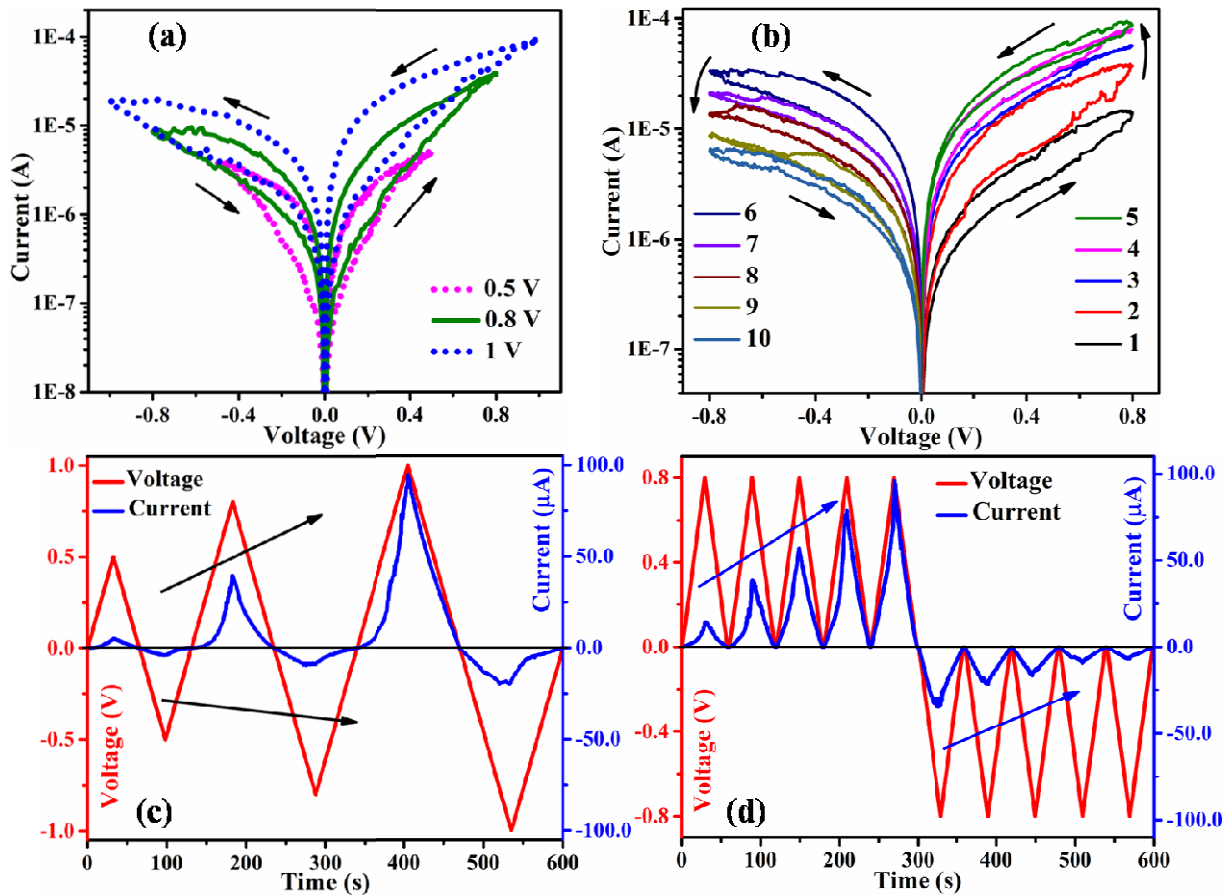 (a)
Current (A)
1E-4
1E-5
1E-6
1E-7
1E-8
0.5 V
0.8 V
1 V
-0.8 -0.4 0.0 0.4 0.8
Voltage (V)
(b)
Current (A)
1E-4
1E-5
1E-6
1E-7
6
7
8
9
10
5
4
3
2
1
-0.8 -0.4 0.0 0.4 0.8
Voltage (V)
Voltage
Current
Voltage (V)
1.0
0.5
0.0
-0.5
-1.0
Current (µA)
100.0
50.0
0.0
-50.0
-100.0
(c)
0 100 200 300 400 500 600
Time (s)
Voltage
Current
Voltage (V)
0.8
0.4
0.0
-0.4
-0.8
Current (µA)
100.0
50.0
0.0
-50.0
-100.0
(d)
0 100 200 300 400 500 600
Time (s)